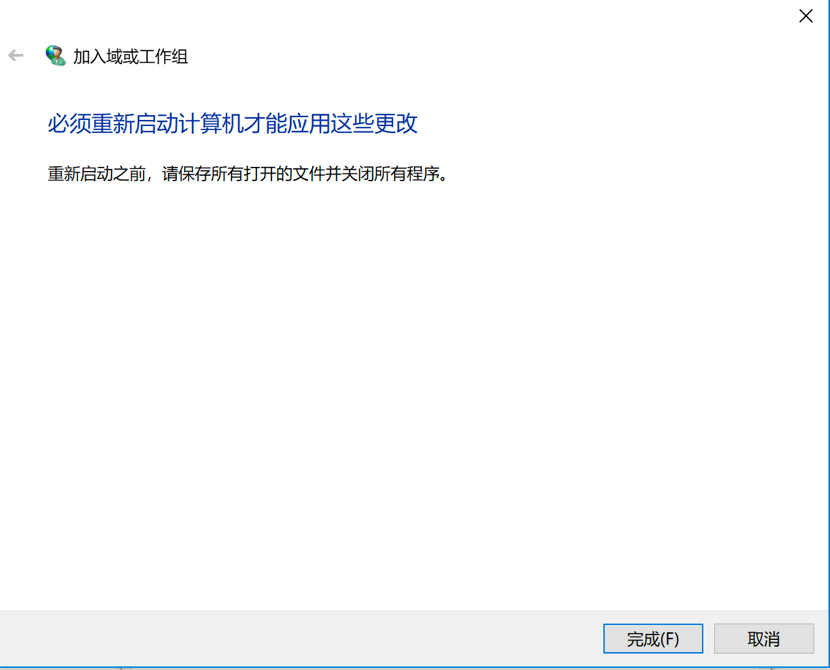 加入域或工作组
必须重新启动计算机才能应用这些更改
重新启动之前，请保存所有打开的文件并关闭所有程序。
完成(F)
取消